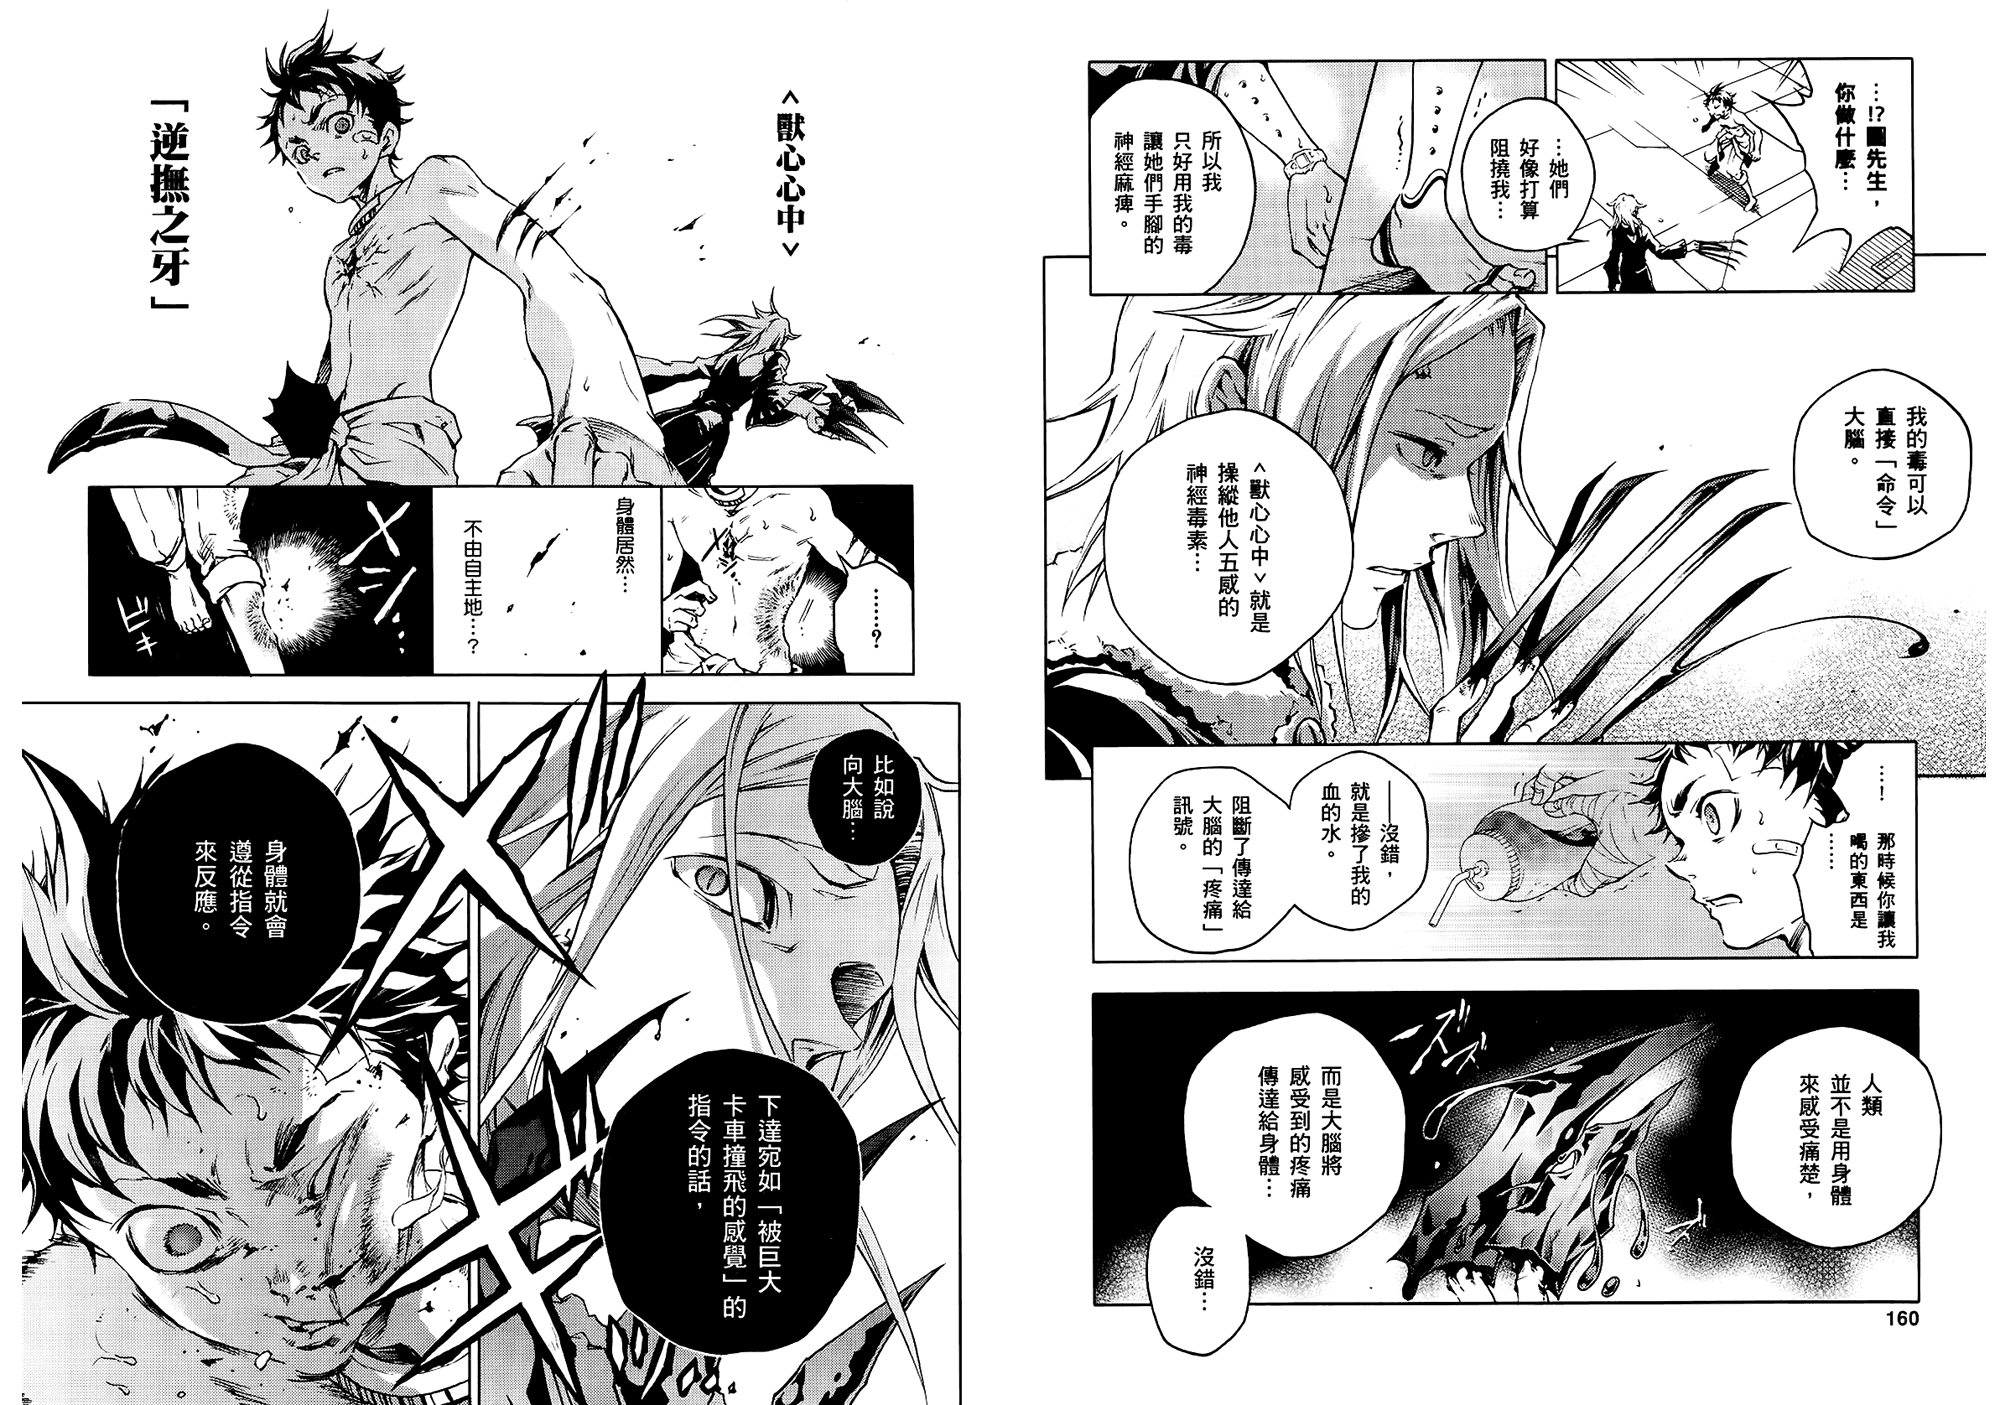 …⁉圖先生，
你做什麼…
…她們
好像打算
阻撓我…
所以我
只好用我的毒
讓她們手腳的
神經麻痺。
我的毒可以
直接「命令」
大腦。
<獸心心中>就是
操縱他人五感的
神經毒素…
…！
那時候你讓我
喝的東西是
……
——沒錯，
就是摻了我的
血的水。
阻斷了傳達給
大腦的「疼痛」
訊號。
人類
並不是用身體
來感受痛楚，
而是大腦將
感受到的疼痛
傳達給身體…
沒錯…
ズズ
160
<獸心心中>
「逆撫之牙」
……？
身體居然…
不由自主地…？
メキ…
ゴキ
比如說
向大腦…
下達宛如「被巨大
卡車撞飛的感覺」的
指令的話，
身體就會
遵從指令
來反應。